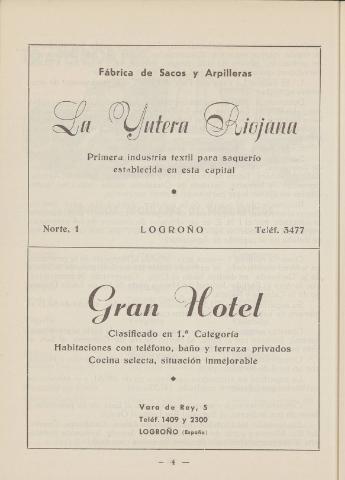 Fábrica de Sacos y Arpilleras
La Yutera Riojana
Primera industria textil para saquerío
establecida en esta capital
Norte, 1 LOGROÑO Teléf. 3477
Gran Hotel
Clasificado en 1.ª Categoría
Habitaciones con teléfono, baño y terraza privados
Cocina selecta, situación inmejorable
Vara de Rey, 5
Teléf. 1409 y 2300
LOGROÑO (España)
— 4 —